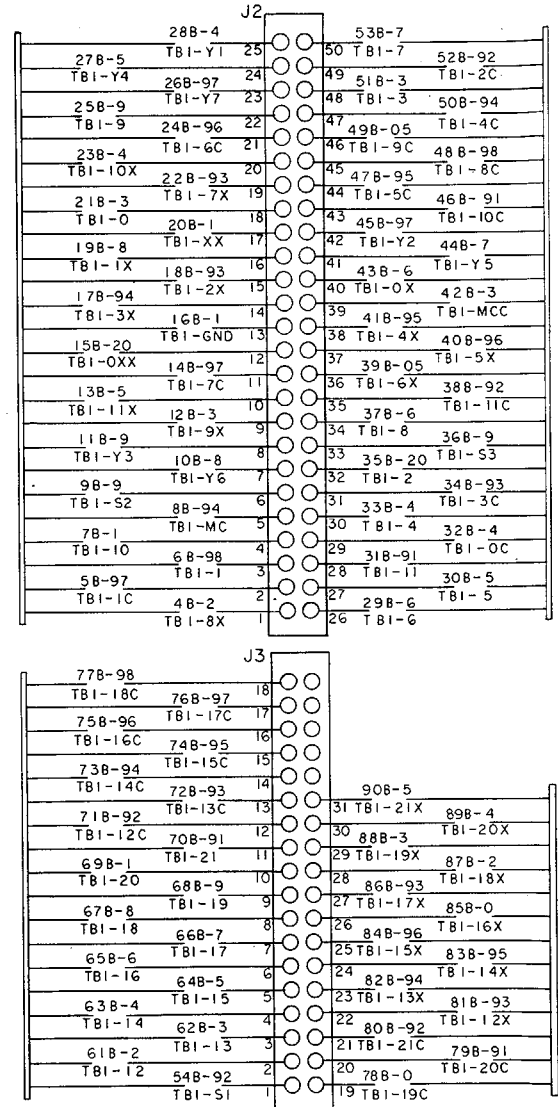 J2
28B-4
TB1-Y1 25
27B-5
TB1-Y4 24
26B-97
TB1-Y7 23
25B-9
TB1-9 22
24B-96
TB1-6C 21
23B-4
TB1-10X 20
22B-93
TB1-7X 19
21B-3
TB1-0 18
20B-1
TB1-XX 17
19B-8
TB1-1X 16
18B-93
TB1-2X 15
17B-94
TB1-3X 14
16B-1
TB1-GND 13
15B-20
TB1-0XX 12
14B-97
TB1-7C 11
13B-5
TB1-11X 10
12B-3
TB1-9X 9
11B-9
TB1-Y3 8
10B-8
TB1-Y6 7
9B-9
TB1-S2 6
8B-94
TB1-MC 5
7B-1
TB1-10 4
6B-98
TB1-1 3
5B-97
TB1-1C 2
4B-2
TB1-8X 1
53B-7
50 TB1-7
52B-92
49 TB1-2C
51B-3
48 TB1-3
50B-94
47 TB1-4C
49B-05
46 TB1-9C
48B-98
45 TB1-8C
47B-95
44 TB1-5C
46B-91
43 TB1-10C
45B-97
42 TB1-Y2
44B-7
41 TB1-Y5
43B-6
40 TB1-0X
42B-3
39 TB1-MCC
41B-95
38 TB1-4X
40B-96
37 TB1-5X
39B-05
36 TB1-6X
38B-92
35 TB1-11C
37B-6
34 TB1-8
36B-9
33 TB1-S3
35B-20
32 TB1-2
34B-93
31 TB1-3C
33B-4
30 TB1-4
32B-4
29 TB1-0C
31B-91
28 TB1-11
30B-5
27 TB1-5
29B-6
26 TB1-6
J3
77B-98
TB1-18C 18
76B-97
TB1-17C 17
75B-96
TB1-16C 16
74B-95
TB1-15C 15
73B-94
TB1-14C 14
72B-93
TB1-13C 13
71B-92
TB1-12C 12
70B-91
TB1-21 11
69B-1
TB1-20 10
68B-9
TB1-19 9
67B-8
TB1-18 8
66B-7
TB1-17 7
65B-6
TB1-16 6
64B-5
TB1-15 5
63B-4
TB1-14 4
62B-3
TB1-13 3
61B-2
TB1-12 2
54B-92
TB1-S1 1
90B-5
31 TB1-21X
89B-4
30 TB1-20X
88B-3
29 TB1-19X
87B-2
28 TB1-18X
86B-93
27 TB1-17X
85B-0
26 TB1-16X
84B-96
25 TB1-15X
83B-95
24 TB1-14X
82B-94
23 TB1-13X
81B-93
22 TB1-12X
80B-92
21 TB1-21C
79B-91
20 TB1-20C
78B-0
19 TB1-19C